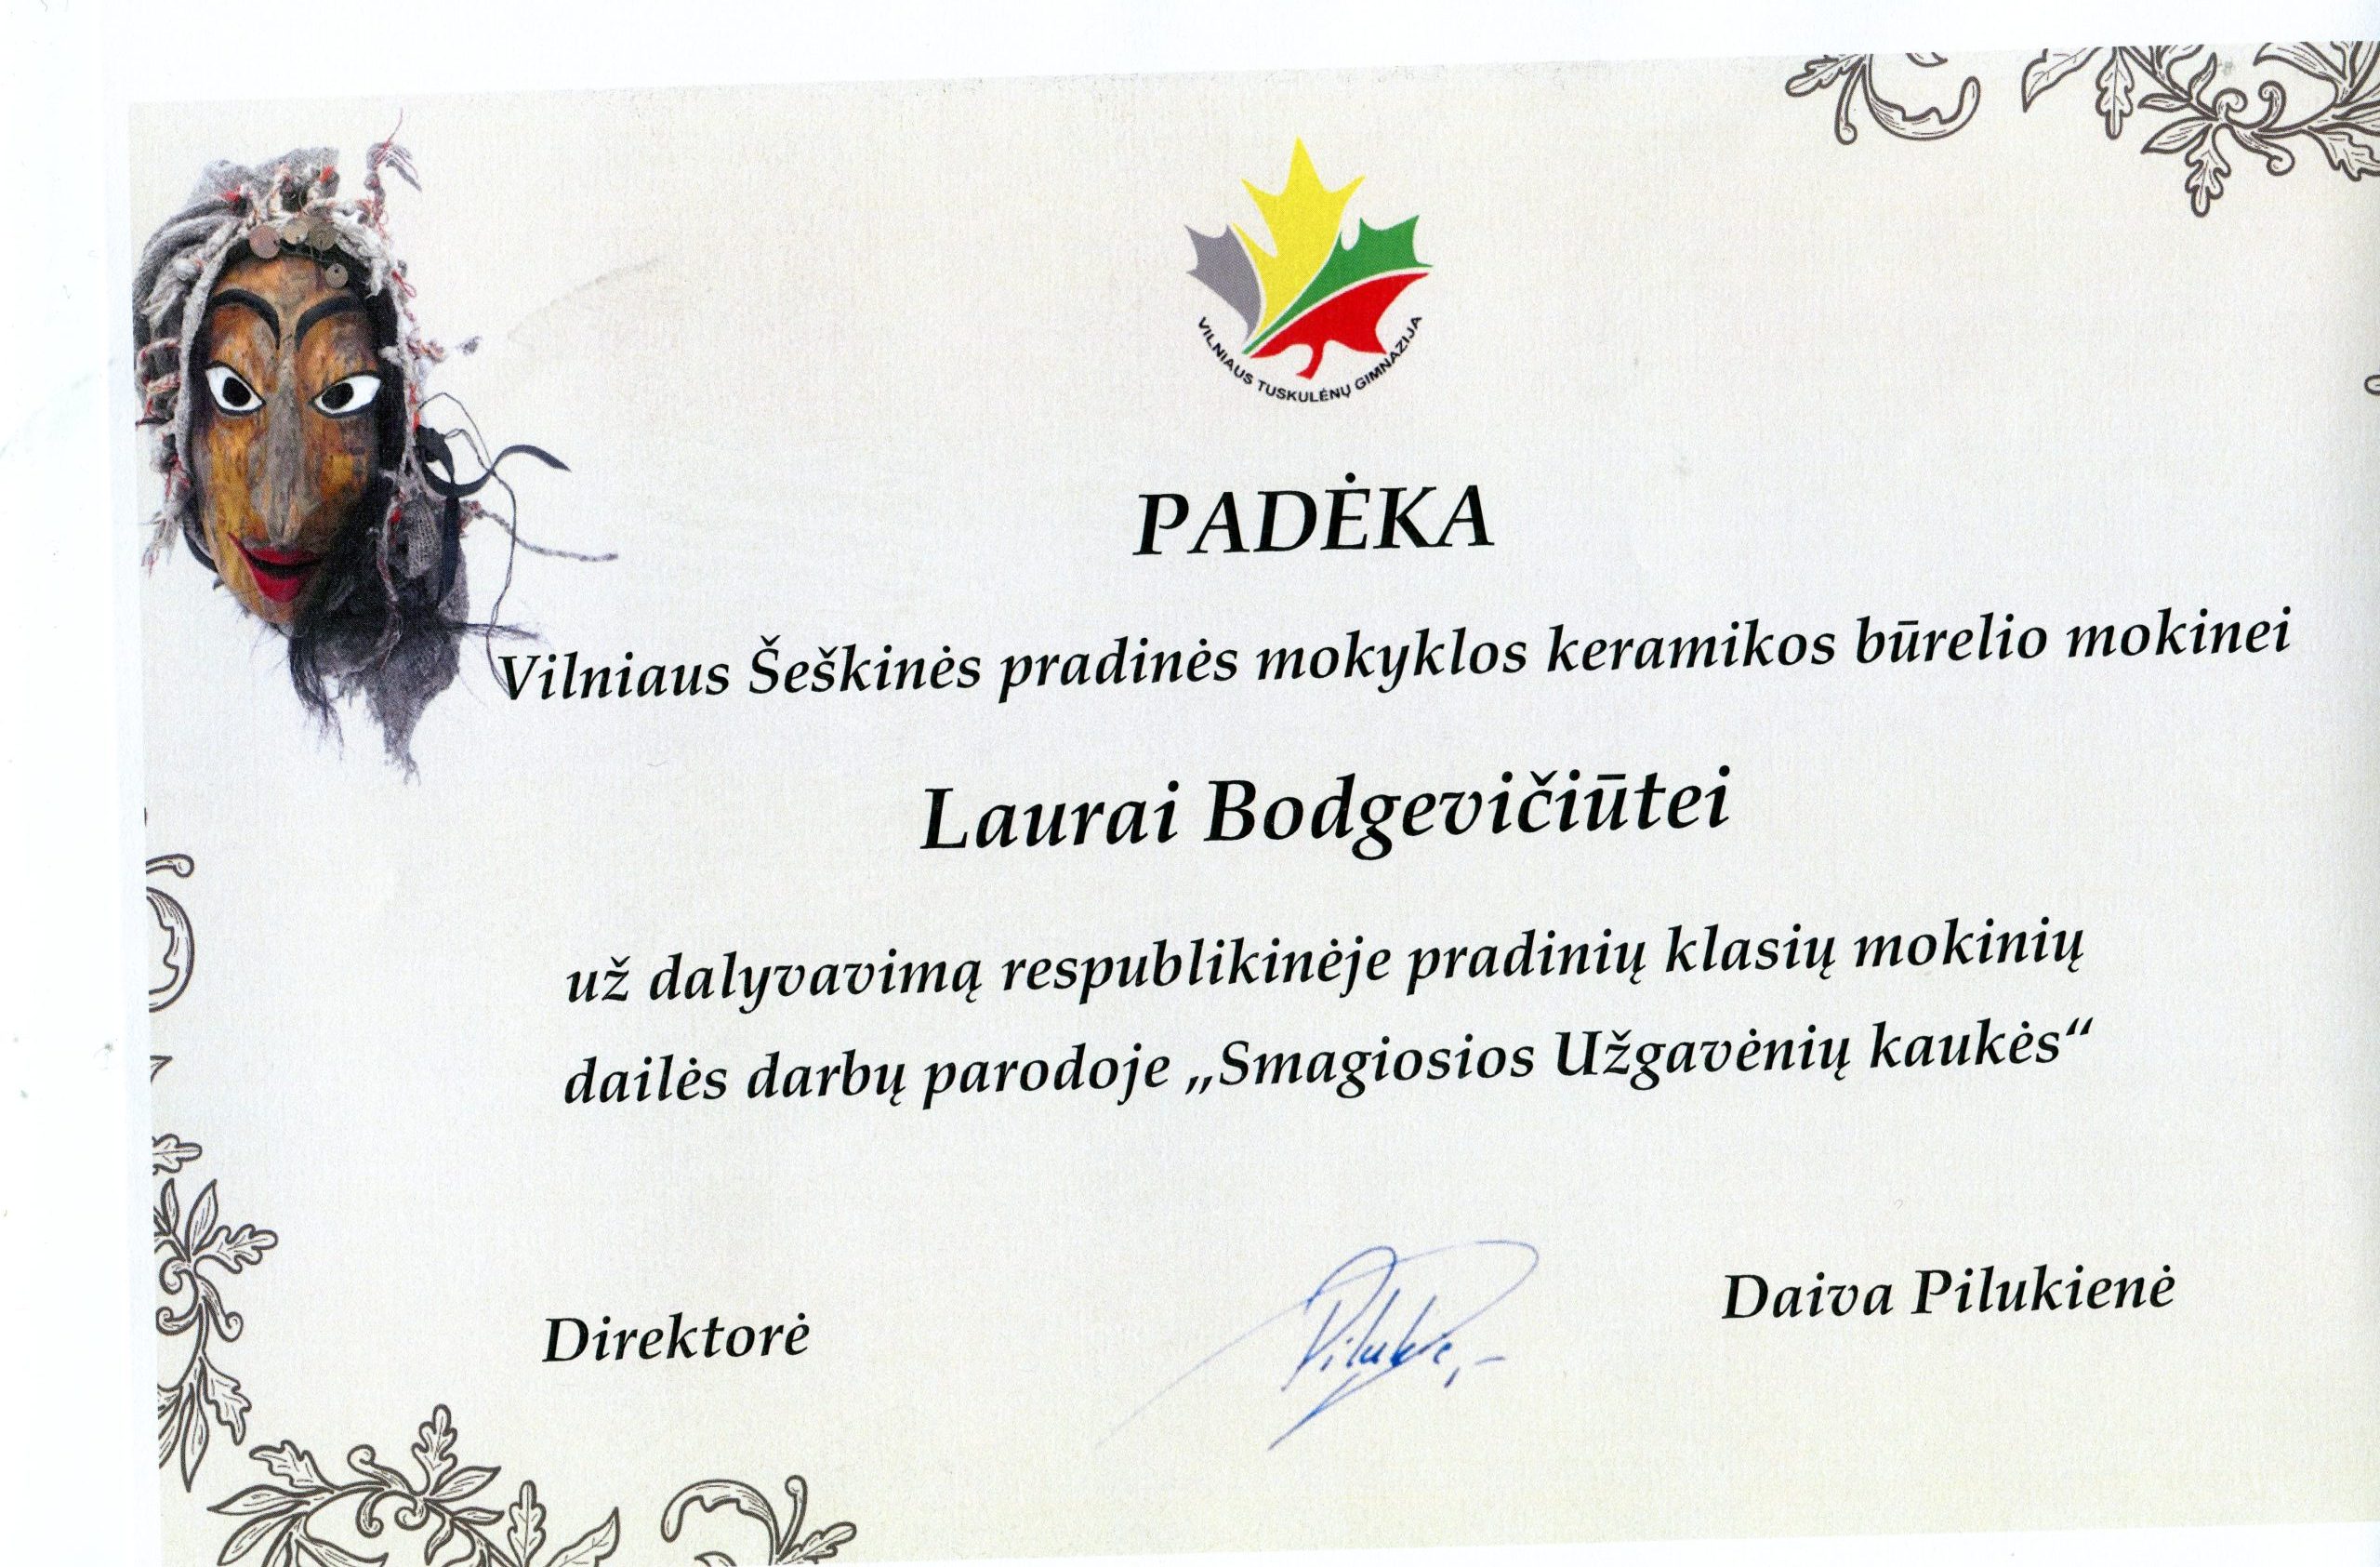 VILNIAUS TUSKULĖNŲ GIMNAZIJA
PADĖKA
Vilniaus Šeškinės pradinės mokyklos keramikos būrelio mokinei
Laurai Bodgevičiūtei
už dalyvavimą respublikinėje pradinių klasių mokinių
dailės darbų parodoje „Smagiosios Užgavėnių kaukės“
Direktorė
Daiva Pilukienė